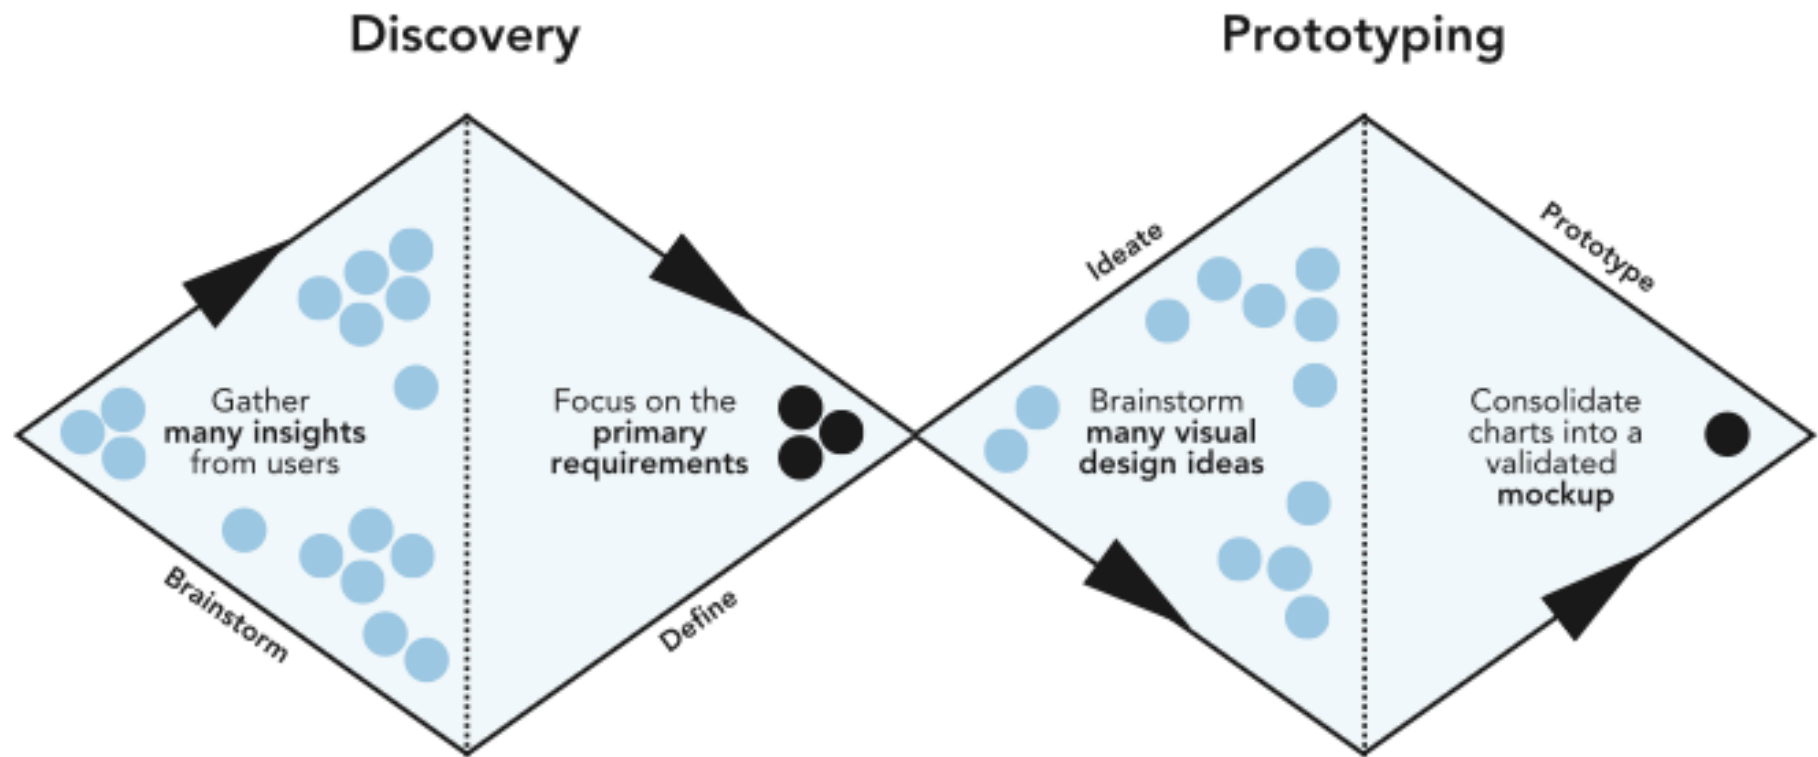 Discovery
Prototyping
Gather
many insights
from users
Brainstorm
Focus on the
primary
requirements
Define
Ideate
Brainstorm
many visual
design ideas
Prototype
Consolidate
charts into a
validated
mockup